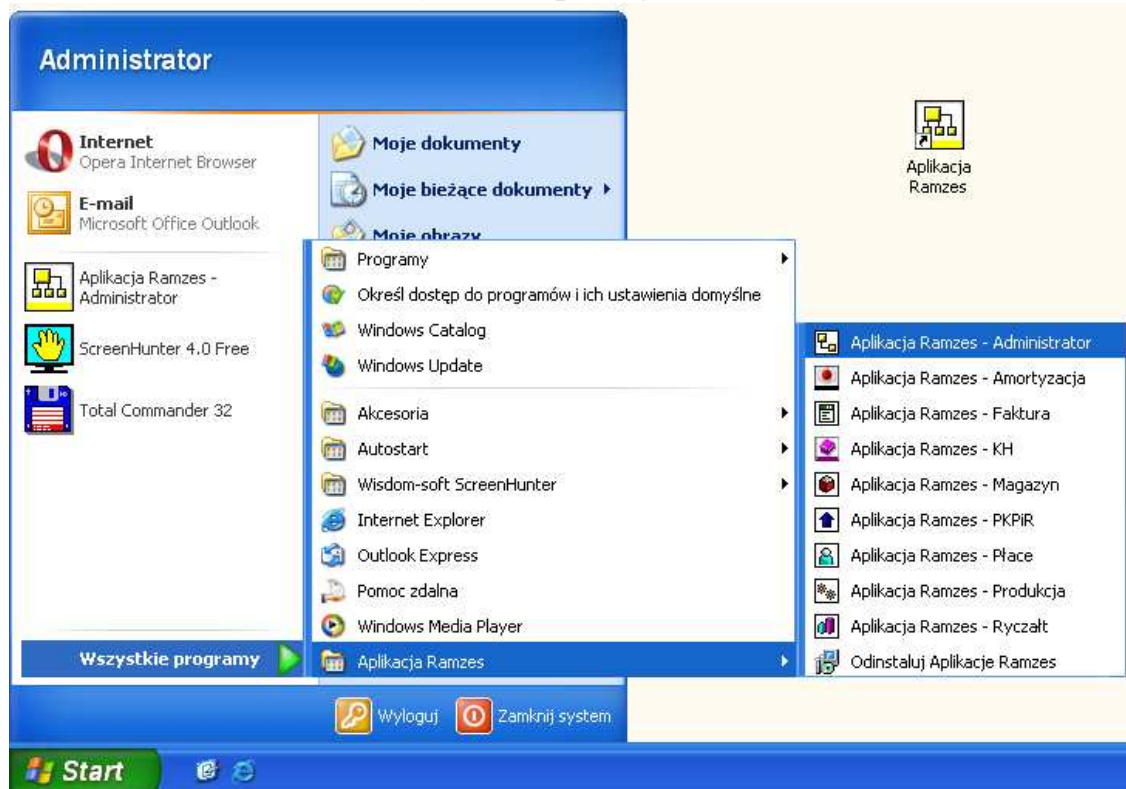 Administrator
Internet
Opera Internet Browser
E-mail
Microsoft Office Outlook
Aplikacja Ramzes -
Administrator
ScreenHunter 4.0 Free
Total Commander 32
Wszystkie programy
Moje dokumenty
Moje bieżące dokumenty
Moje obrazy
Programy
Określ dostęp do programów i ich ustawienia domyślne
Windows Catalog
Windows Update
Akcesoria
Autostart
Wisdom-soft ScreenHunter
Internet Explorer
Outlook Express
Pomoc zdalna
Windows Media Player
Aplikacja Ramzes
Aplikacja Ramzes - Administrator
Aplikacja Ramzes - Amortyzacja
Aplikacja Ramzes - Faktura
Aplikacja Ramzes - KH
Aplikacja Ramzes - Magazyn
Aplikacja Ramzes - PKPiR
Aplikacja Ramzes - Płace
Aplikacja Ramzes - Produkcja
Aplikacja Ramzes - Ryczałt
Odinstaluj Aplikacje Ramzes
Aplikacja
Ramzes
Wyloguj
Zamknij system
Start